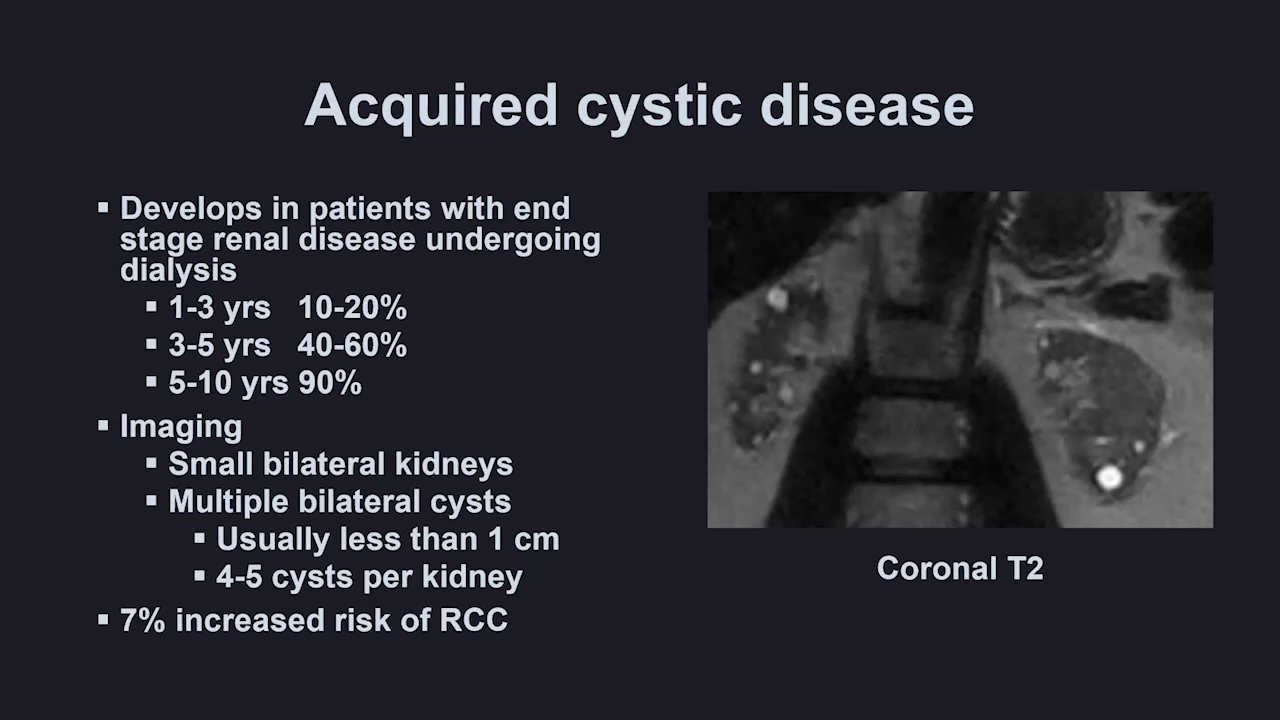 Acquired cystic disease
▪ Develops in patients with end
stage renal disease undergoing
dialysis
▪ 1-3 yrs 10-20%
▪ 3-5 yrs 40-60%
▪ 5-10 yrs 90%
▪ Imaging
▪ Small bilateral kidneys
▪ Multiple bilateral cysts
▪ Usually less than 1 cm
▪ 4-5 cysts per kidney
▪ 7% increased risk of RCC
Coronal T2